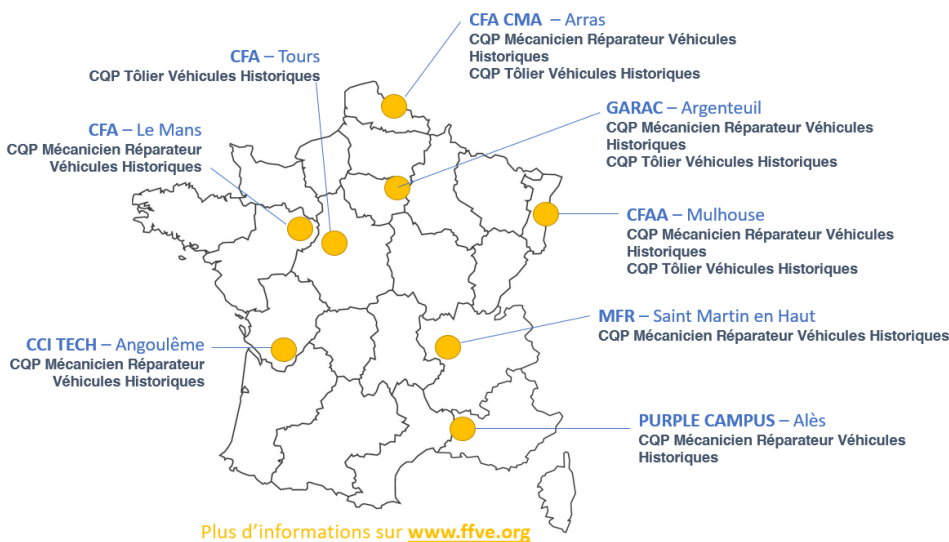 CFA CMA – Arras
CQP Mécanicien Réparateur Véhicules
Historiques
CQP Tôlier Véhicules Historiques
CFA – Tours
CQP Tôlier Véhicules Historiques
GARAC – Argenteuil
CQP Mécanicien Réparateur Véhicules
Historiques
CQP Tôlier Véhicules Historiques
CFA – Le Mans
CQP Mécanicien Réparateur
Véhicules Historiques
CFAA – Mulhouse
CQP Mécanicien Réparateur Véhicules
Historiques
CQP Tôlier Véhicules Historiques
MFR – Saint Martin en Haut
CQP Mécanicien Réparateur Véhicules Historiques
CCI TECH – Angoulême
CQP Mécanicien Réparateur
Véhicules Historiques
PURPLE CAMPUS – Alès
CQP Mécanicien Réparateur Véhicules
Historiques
Plus d’informations sur www.ffve.org